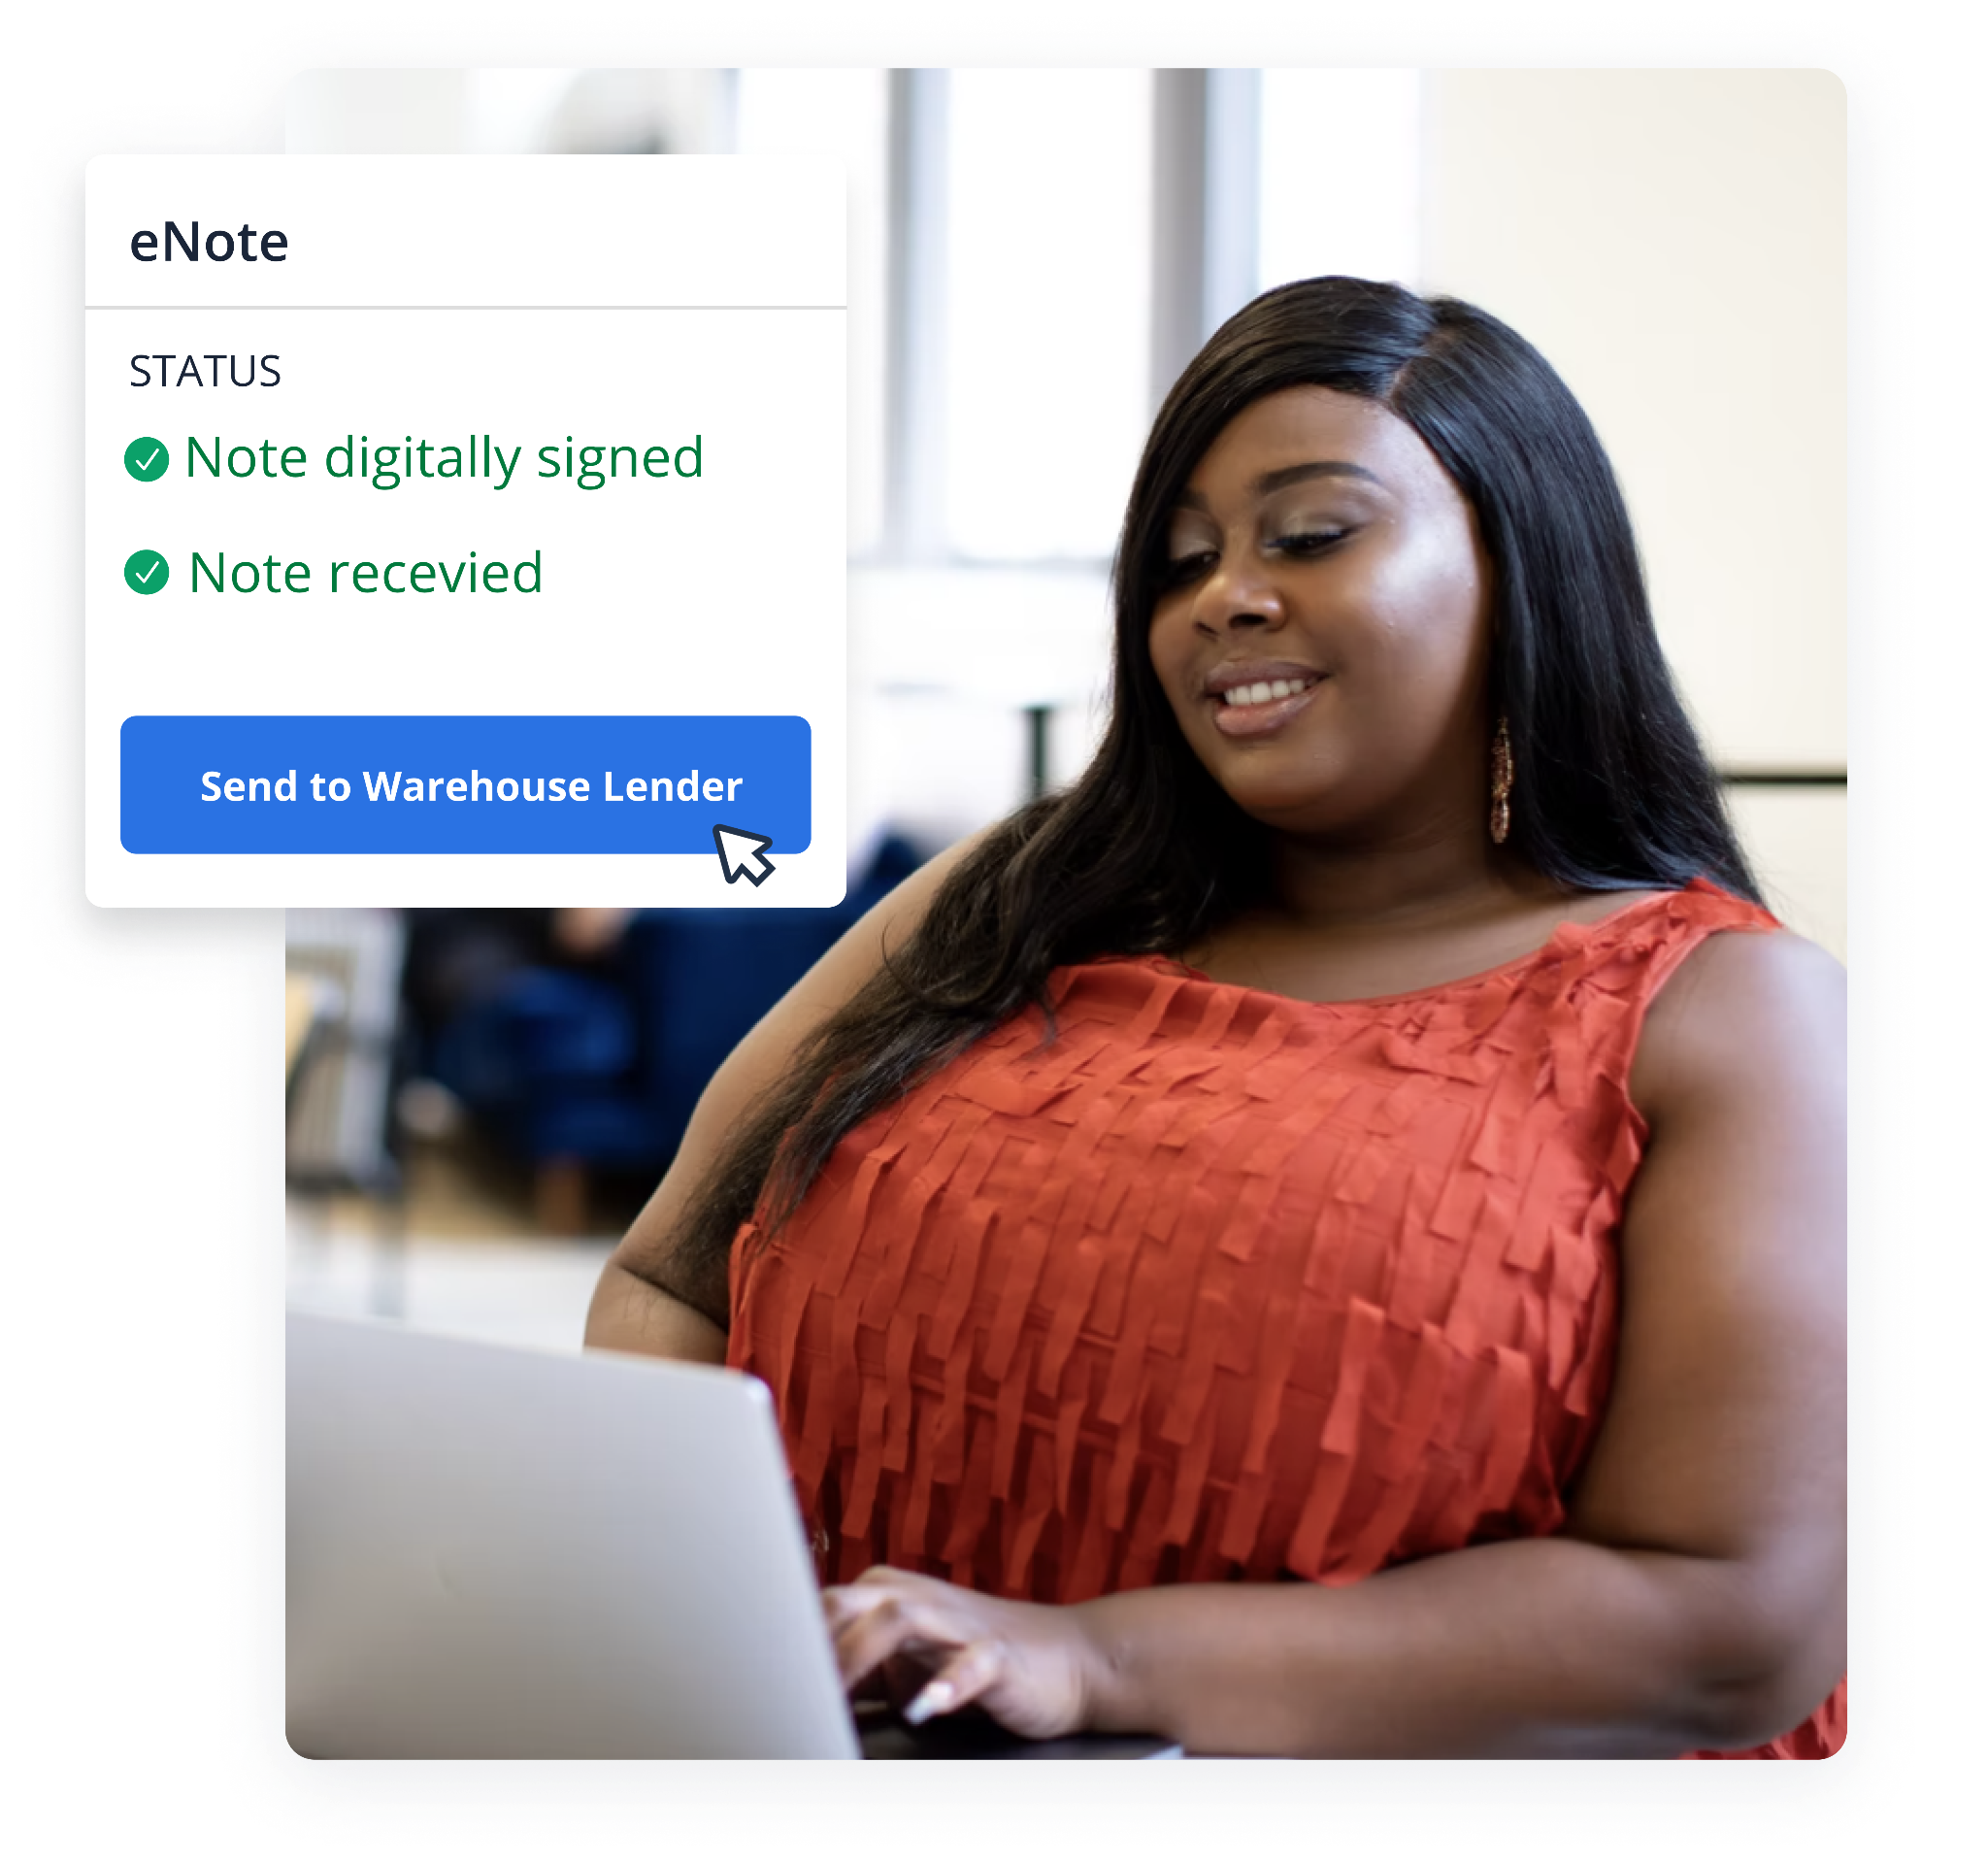 eNote
STATUS
Note digitally signed
Note recevied
Send to Warehouse Lender